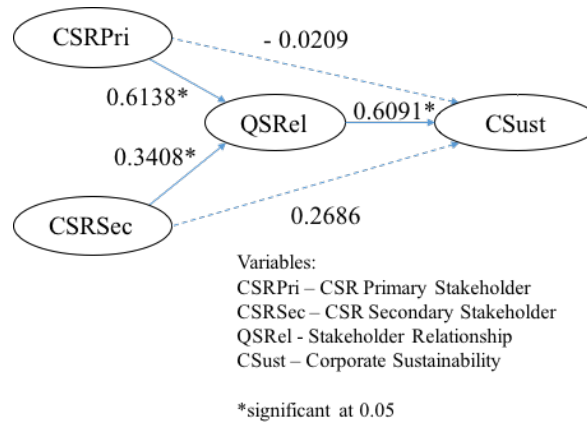 CSRPri
- 0.0209
0.6138*
QSRel
0.6091*
CSust
0.3408*
CSRSec
0.2686
Variables:
CSRPri – CSR Primary Stakeholder
CSRSec – CSR Secondary Stakeholder
QSRel - Stakeholder Relationship
CSust – Corporate Sustainability
*significant at 0.05